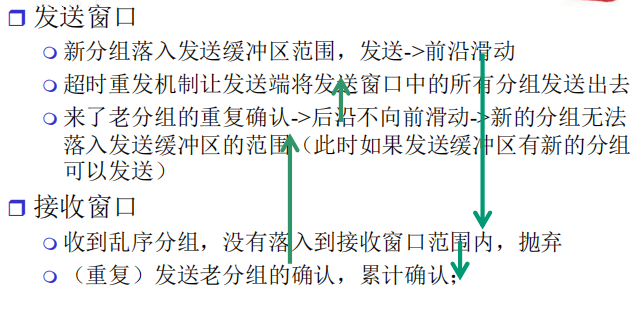 发送窗口
新分组落入发送缓冲区范围，发送->前沿滑动
超时重发机制让发送端将发送窗口中的所有分组发送出去
来了老分组的重复确认->后沿不向前滑动->新的分组无法
落入发送缓冲区的范围（此时如果发送缓冲区有新的分组
可以发送）
接收窗口
收到乱序分组，没有落入到接收窗口范围内，抛弃
（重复）发送老分组的确认，累计确认；